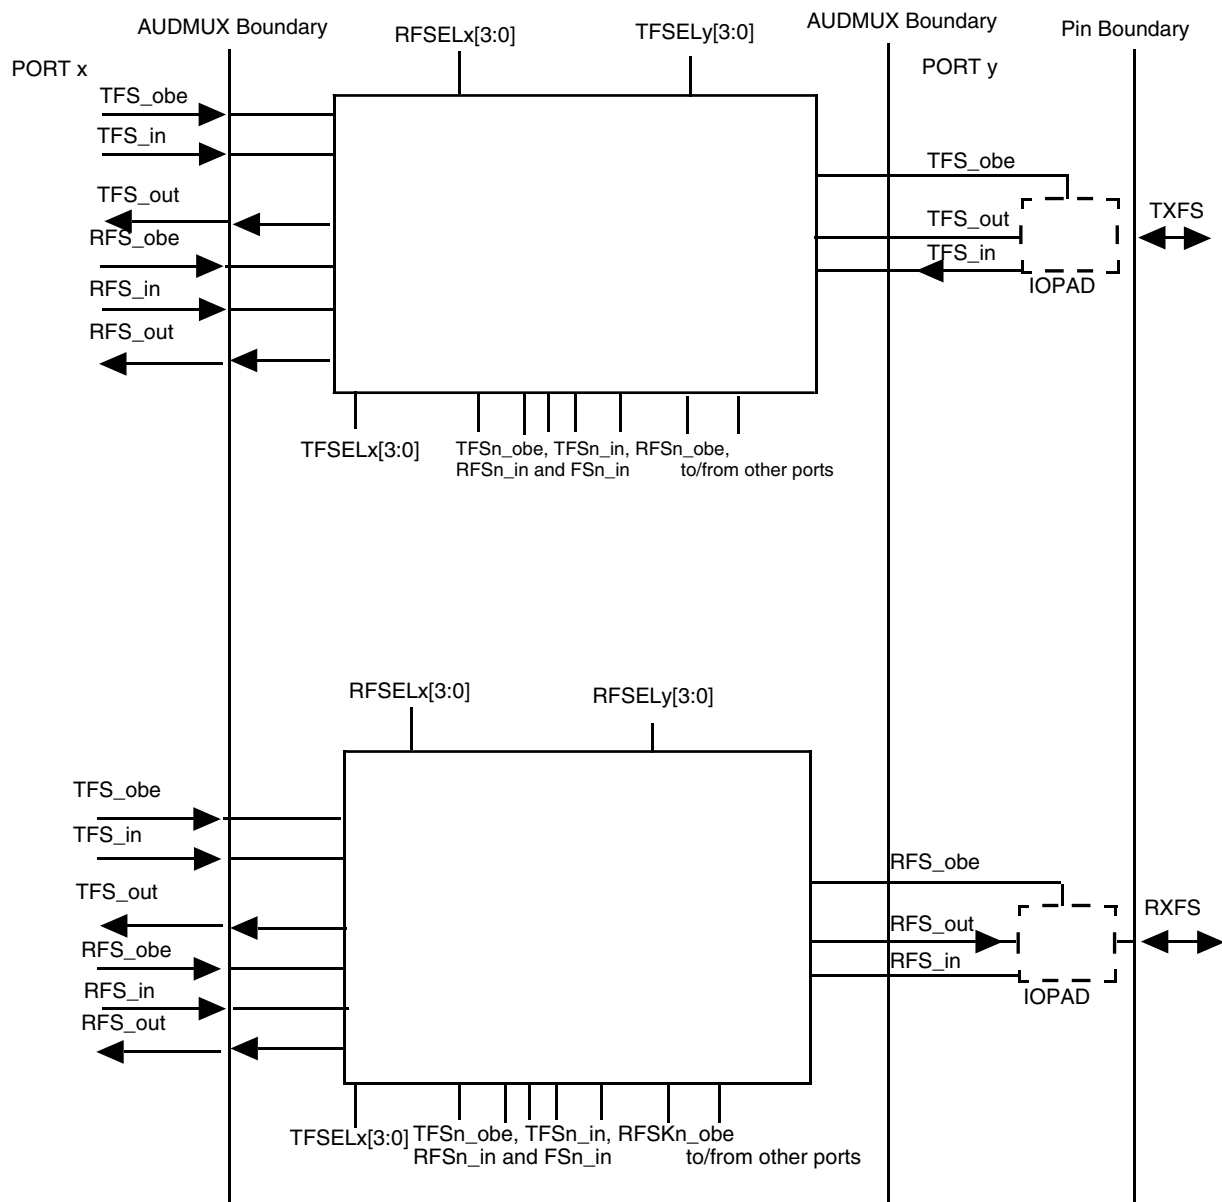 AUDMUX Boundary
RFSELx[3:0]
TFSELy[3:0]
AUDMUX Boundary
Pin Boundary
PORT x
PORT y
TFS_obe
TFS_in
TFS_out
RFS_obe
RFS_in
RFS_out
TFS_obe
TFS_out
TFS_in
TXFS
IOPAD
TFSELx[3:0]
TFSn_obe, TFSn_in, RFSn_obe,
RFSn_in and FSn_in to/from other ports
RFSELx[3:0]
RFSELy[3:0]
TFS_obe
TFS_in
TFS_out
RFS_obe
RFS_in
RFS_out
RFS_obe
RFS_out
RFS_in
RXFS
IOPAD
TFSELx[3:0]
TFSn_obe, TFSn_in, RFSKn_obe
RFSn_in and FSn_in to/from other ports